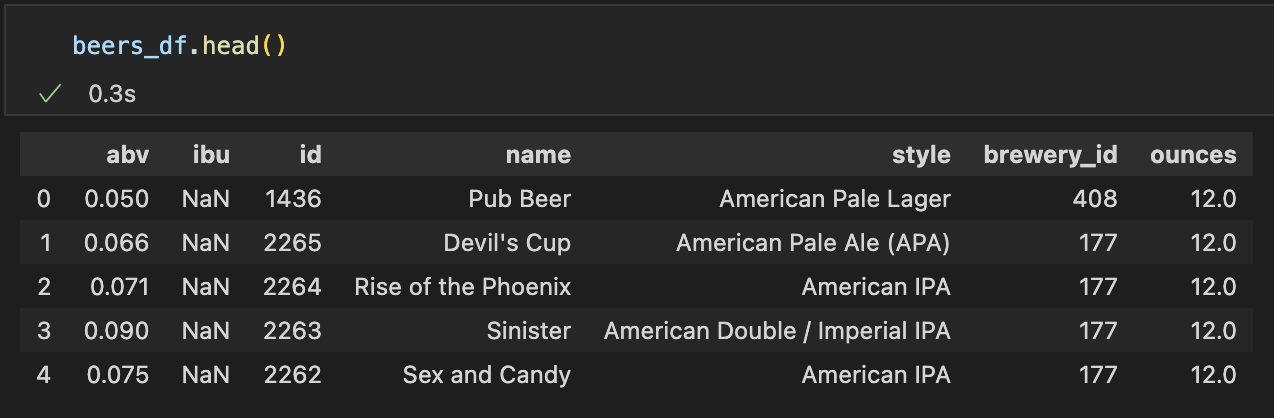 beers_df.head()
0.3s
abv ibu id name style brewery_id ounces
0 0.050 NaN 1436 Pub Beer American Pale Lager 408 12.0
1 0.066 NaN 2265 Devil's Cup American Pale Ale (APA) 177 12.0
2 0.071 NaN 2264 Rise of the Phoenix American IPA 177 12.0
3 0.090 NaN 2263 Sinister American Double / Imperial IPA 177 12.0
4 0.075 NaN 2262 Sex and Candy American IPA 177 12.0